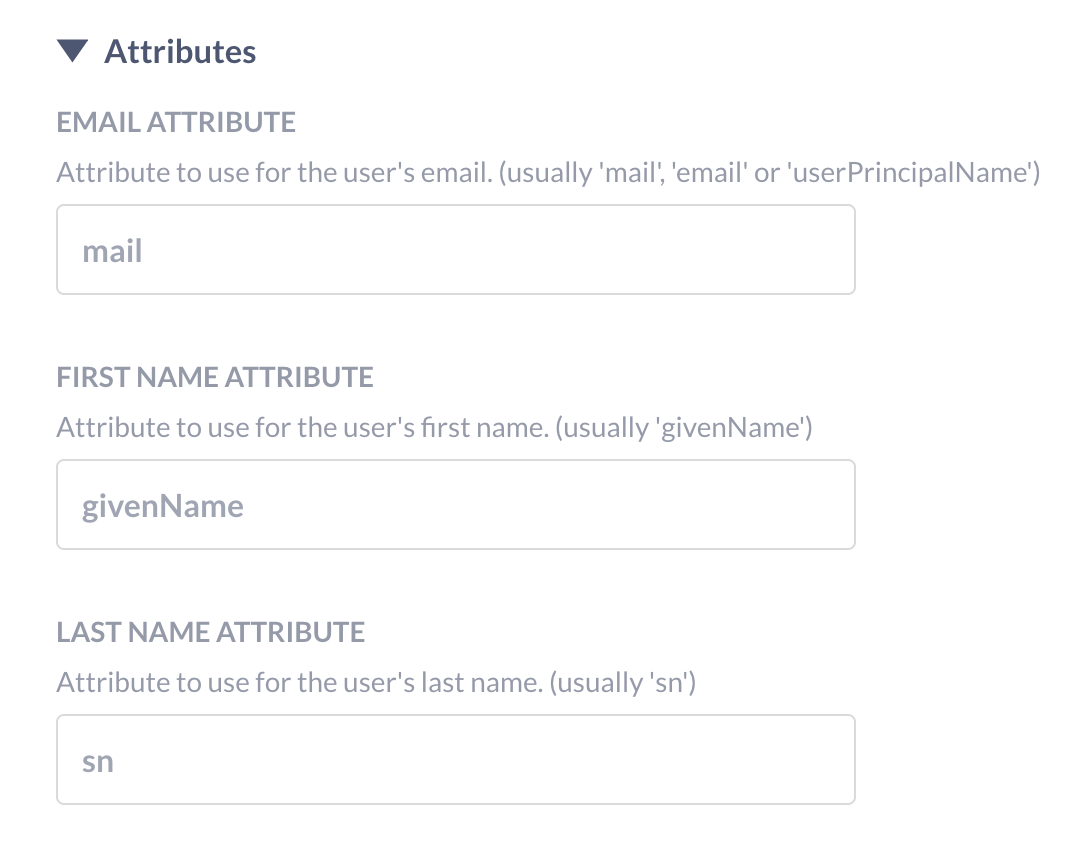 Attributes
EMAIL ATTRIBUTE
Attribute to use for the user's email. (usually 'mail', 'email' or 'userPrincipalName')
mail
FIRST NAME ATTRIBUTE
Attribute to use for the user's first name. (usually 'givenName')
givenName
LAST NAME ATTRIBUTE
Attribute to use for the user's last name. (usually 'sn')
sn